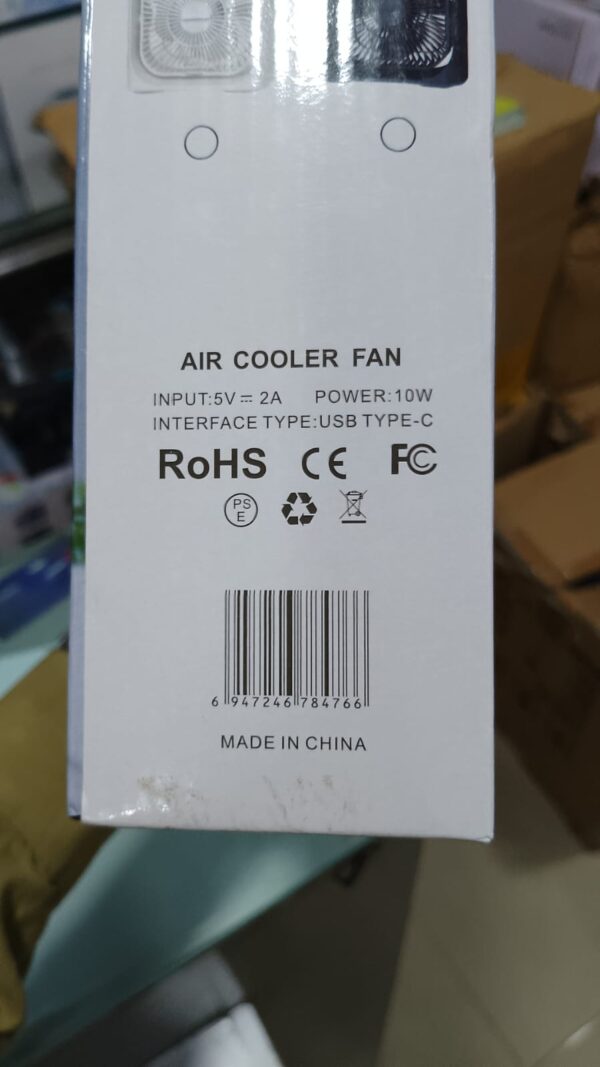 AIR COOLER FAN
INPUT:5V⎓2A POWER:10W
INTERFACE TYPE:USB TYPE-C
RoHS CE FC
PS
E
6 947246 784766
MADE IN CHINA